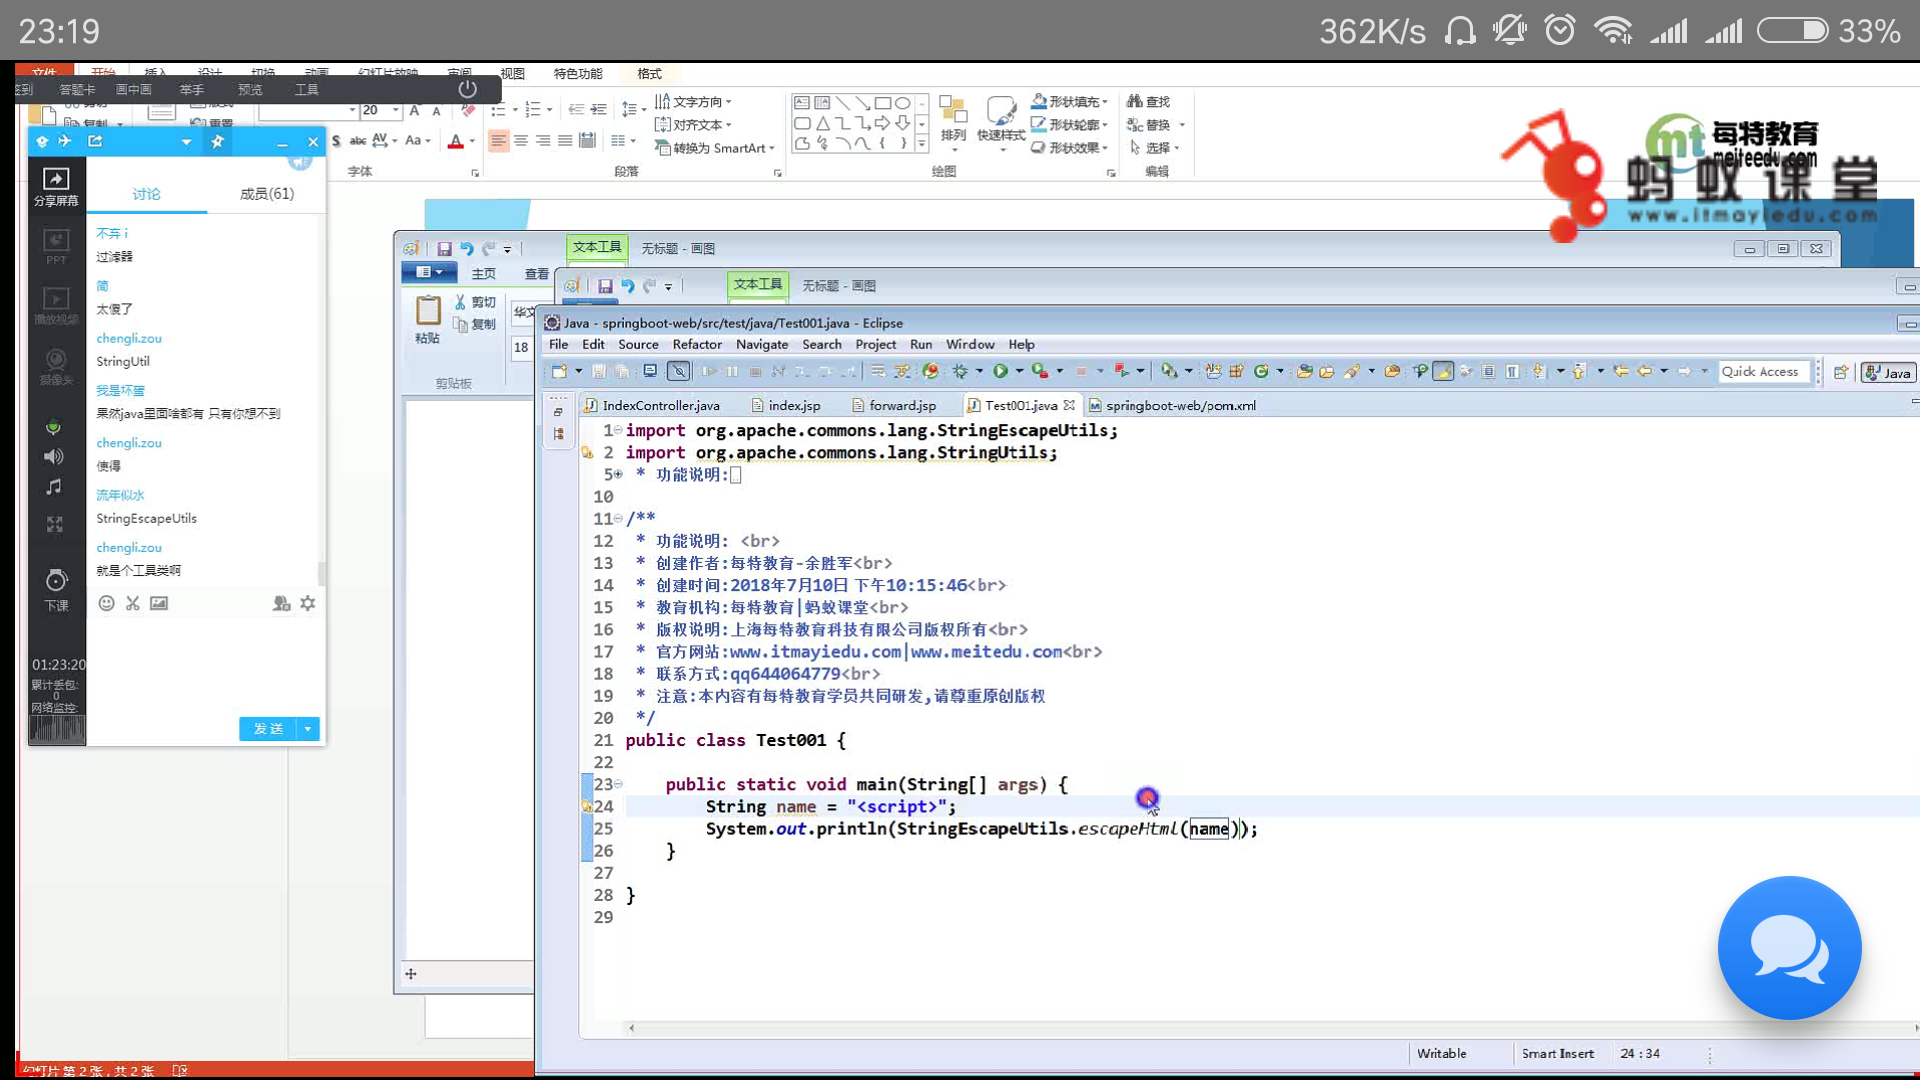 23:19
362K/s
33%
文件 开始 插入 设计 切换 动画 幻灯片放映 审阅 视图 特色功能 格式
签到 答题卡 画中画 举手 预览 工具
20
文字方向
对齐文本
转换为 SmartArt
字体
段落
排列
快速样式
形状填充
形状轮廓
形状效果
绘图
查找
替换
选择
编辑
每特教育
meiteedu.com
蚂蚁课堂
www.itmayiedu.com
分享屏幕
PPT
播放视频
摄像头
下课
01:23:20
累计丢包:
0
网络监控:
讨论
成员(61)
不弃 i
过滤器
简
太傻了
chengli.zou
StringUtil
我是坏蛋
果然java里面啥都有 只有你想不到
chengli.zou
使得
流年似水
StringEscapeUtils
chengli.zou
就是个工具类啊
发送
文本工具
无标题 - 画图
主页
查看
粘贴
剪切
复制
剪贴板
18
文本工具
无标题 - 画图
Java - springboot-web/src/test/java/Test001.java - Eclipse
File Edit Source Refactor Navigate Search Project Run Window Help
Quick Access
Java
IndexController.java index.jsp forward.jsp Test001.java springboot-web/pom.xml
1 import org.apache.commons.lang.StringEscapeUtils;
2 import org.apache.commons.lang.StringUtils;
5 * 功能说明:
10
11 /**
12 * 功能说明: <br>
13 * 创建作者:每特教育-余胜军<br>
14 * 创建时间:2018年7月10日 下午10:15:46<br>
15 * 教育机构:每特教育|蚂蚁课堂<br>
16 * 版权说明:上海每特教育科技有限公司版权所有<br>
17 * 官方网站:www.itmayiedu.com|www.meitedu.com<br>
18 * 联系方式:qq644064779<br>
19 * 注意:本内容有每特教育学员共同研发,请尊重原创版权
20 */
21 public class Test001 {
22
23 public static void main(String[] args) {
24 String name = "<script>";
25 System.out.println(StringEscapeUtils.escapeHtml(name));
26 }
27
28 }
29
Writable
Smart Insert
24 : 34
幻灯片 第 2 张，共 2 张